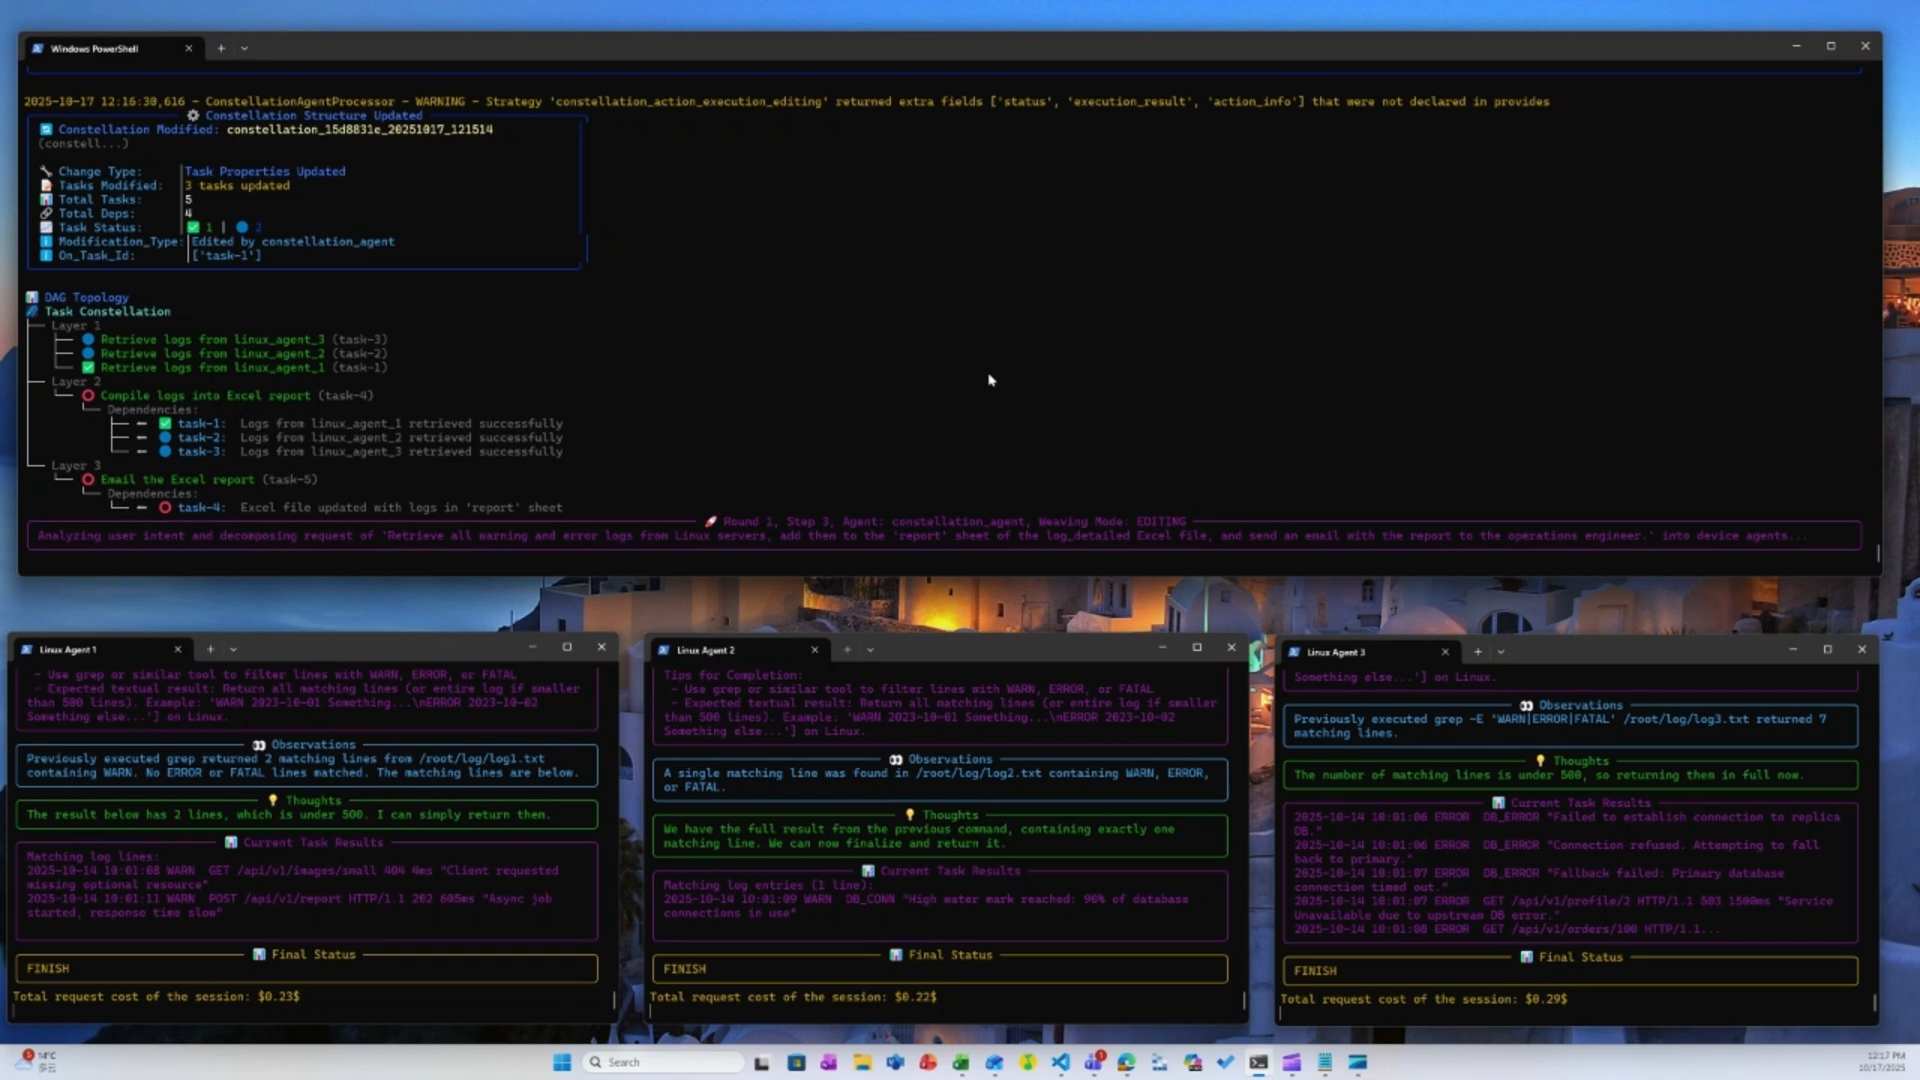 Windows PowerShell
2025-10-17 12:16:30,616 - ConstellationAgentProcessor - WARNING - Strategy 'constellation_action_execution_editing' returned extra fields ['status', 'execution_result', 'action_info'] that were not declared in provides
Constellation Structure Updated
Constellation Modified: constellation_15d8831e_20251017_121514
(constell...)
Change Type: Task Properties Updated
Tasks Modified: 3 tasks updated
Total Tasks: 5
Total Deps: 4
Task Status: 1 | 2
Modification_Type: Edited by constellation_agent
On_Task_Id: ['task-1']
DAG Topology
Task Constellation
Layer 1
Retrieve logs from linux_agent_3 (task-3)
Retrieve logs from linux_agent_2 (task-2)
Retrieve logs from linux_agent_1 (task-1)
Layer 2
Compile logs into Excel report (task-4)
Dependencies:
task-1: Logs from linux_agent_1 retrieved successfully
task-2: Logs from linux_agent_2 retrieved successfully
task-3: Logs from linux_agent_3 retrieved successfully
Layer 3
Email the Excel report (task-5)
Dependencies:
task-4: Excel file updated with logs in 'report' sheet
Round 1, Step 3, Agent: constellation_agent, Weaving Mode: EDITING
Analyzing user intent and decomposing request of 'Retrieve all warning and error logs from Linux servers, add them to the 'report' sheet of the log_detailed Excel file, and send an email with the report to the operations engineer.' into device agents...
Linux Agent 1
- Use grep or similar tool to filter lines with WARN, ERROR, or FATAL
- Expected textual result: Return all matching lines (or entire log if smaller
than 500 lines). Example: 'WARN 2023-10-01 Something...\nERROR 2023-10-02
Something else...'] on Linux.
Observations
Previously executed grep returned 2 matching lines from /root/log/log1.txt
containing WARN. No ERROR or FATAL lines matched. The matching lines are below.
Thoughts
The result below has 2 lines, which is under 500. I can simply return them.
Current Task Results
Matching log lines:
2025-10-14 10:01:08 WARN GET /api/v1/images/small 404 4ms "Client requested
missing optional resource"
2025-10-14 10:01:11 WARN POST /api/v1/report HTTP/1.1 202 605ms "Async job
started, response time slow"
Final Status
FINISH
Total request cost of the session: $0.23$
Linux Agent 2
Tips for Completion:
- Use grep or similar tool to filter lines with WARN, ERROR, or FATAL
- Expected textual result: Return all matching lines (or entire log if smaller
than 500 lines). Example: 'WARN 2023-10-01 Something...\nERROR 2023-10-02
Something else...'] on Linux.
Observations
A single matching line was found in /root/log/log2.txt containing WARN, ERROR,
or FATAL.
Thoughts
We have the full result from the previous command, containing exactly one
matching line. We can now finalize and return it.
Current Task Results
Matching log entries (1 line):
2025-10-14 10:01:09 WARN DB_CONN "High water mark reached: 90% of database
connections in use"
Final Status
FINISH
Total request cost of the session: $0.22$
Linux Agent 3
Something else...'] on Linux.
Observations
Previously executed grep -E 'WARN|ERROR|FATAL' /root/log/log3.txt returned 7
matching lines.
Thoughts
The number of matching lines is under 500, so returning them in full now.
Current Task Results
2025-10-14 10:01:06 ERROR DB_ERROR "Failed to establish connection to replica
DB."
2025-10-14 10:01:06 ERROR DB_ERROR "Connection refused. Attempting to fall
back to primary."
2025-10-14 10:01:07 ERROR DB_ERROR "Fallback failed: Primary database
connection timed out."
2025-10-14 10:01:07 ERROR GET /api/v1/profile/2 HTTP/1.1 503 1500ms "Service
Unavailable due to upstream DB error."
2025-10-14 10:01:08 ERROR GET /api/v1/orders/100 HTTP/1.1...
Final Status
FINISH
Total request cost of the session: $0.29$
14°C
多云
Search
12:17 PM
10/17/2025